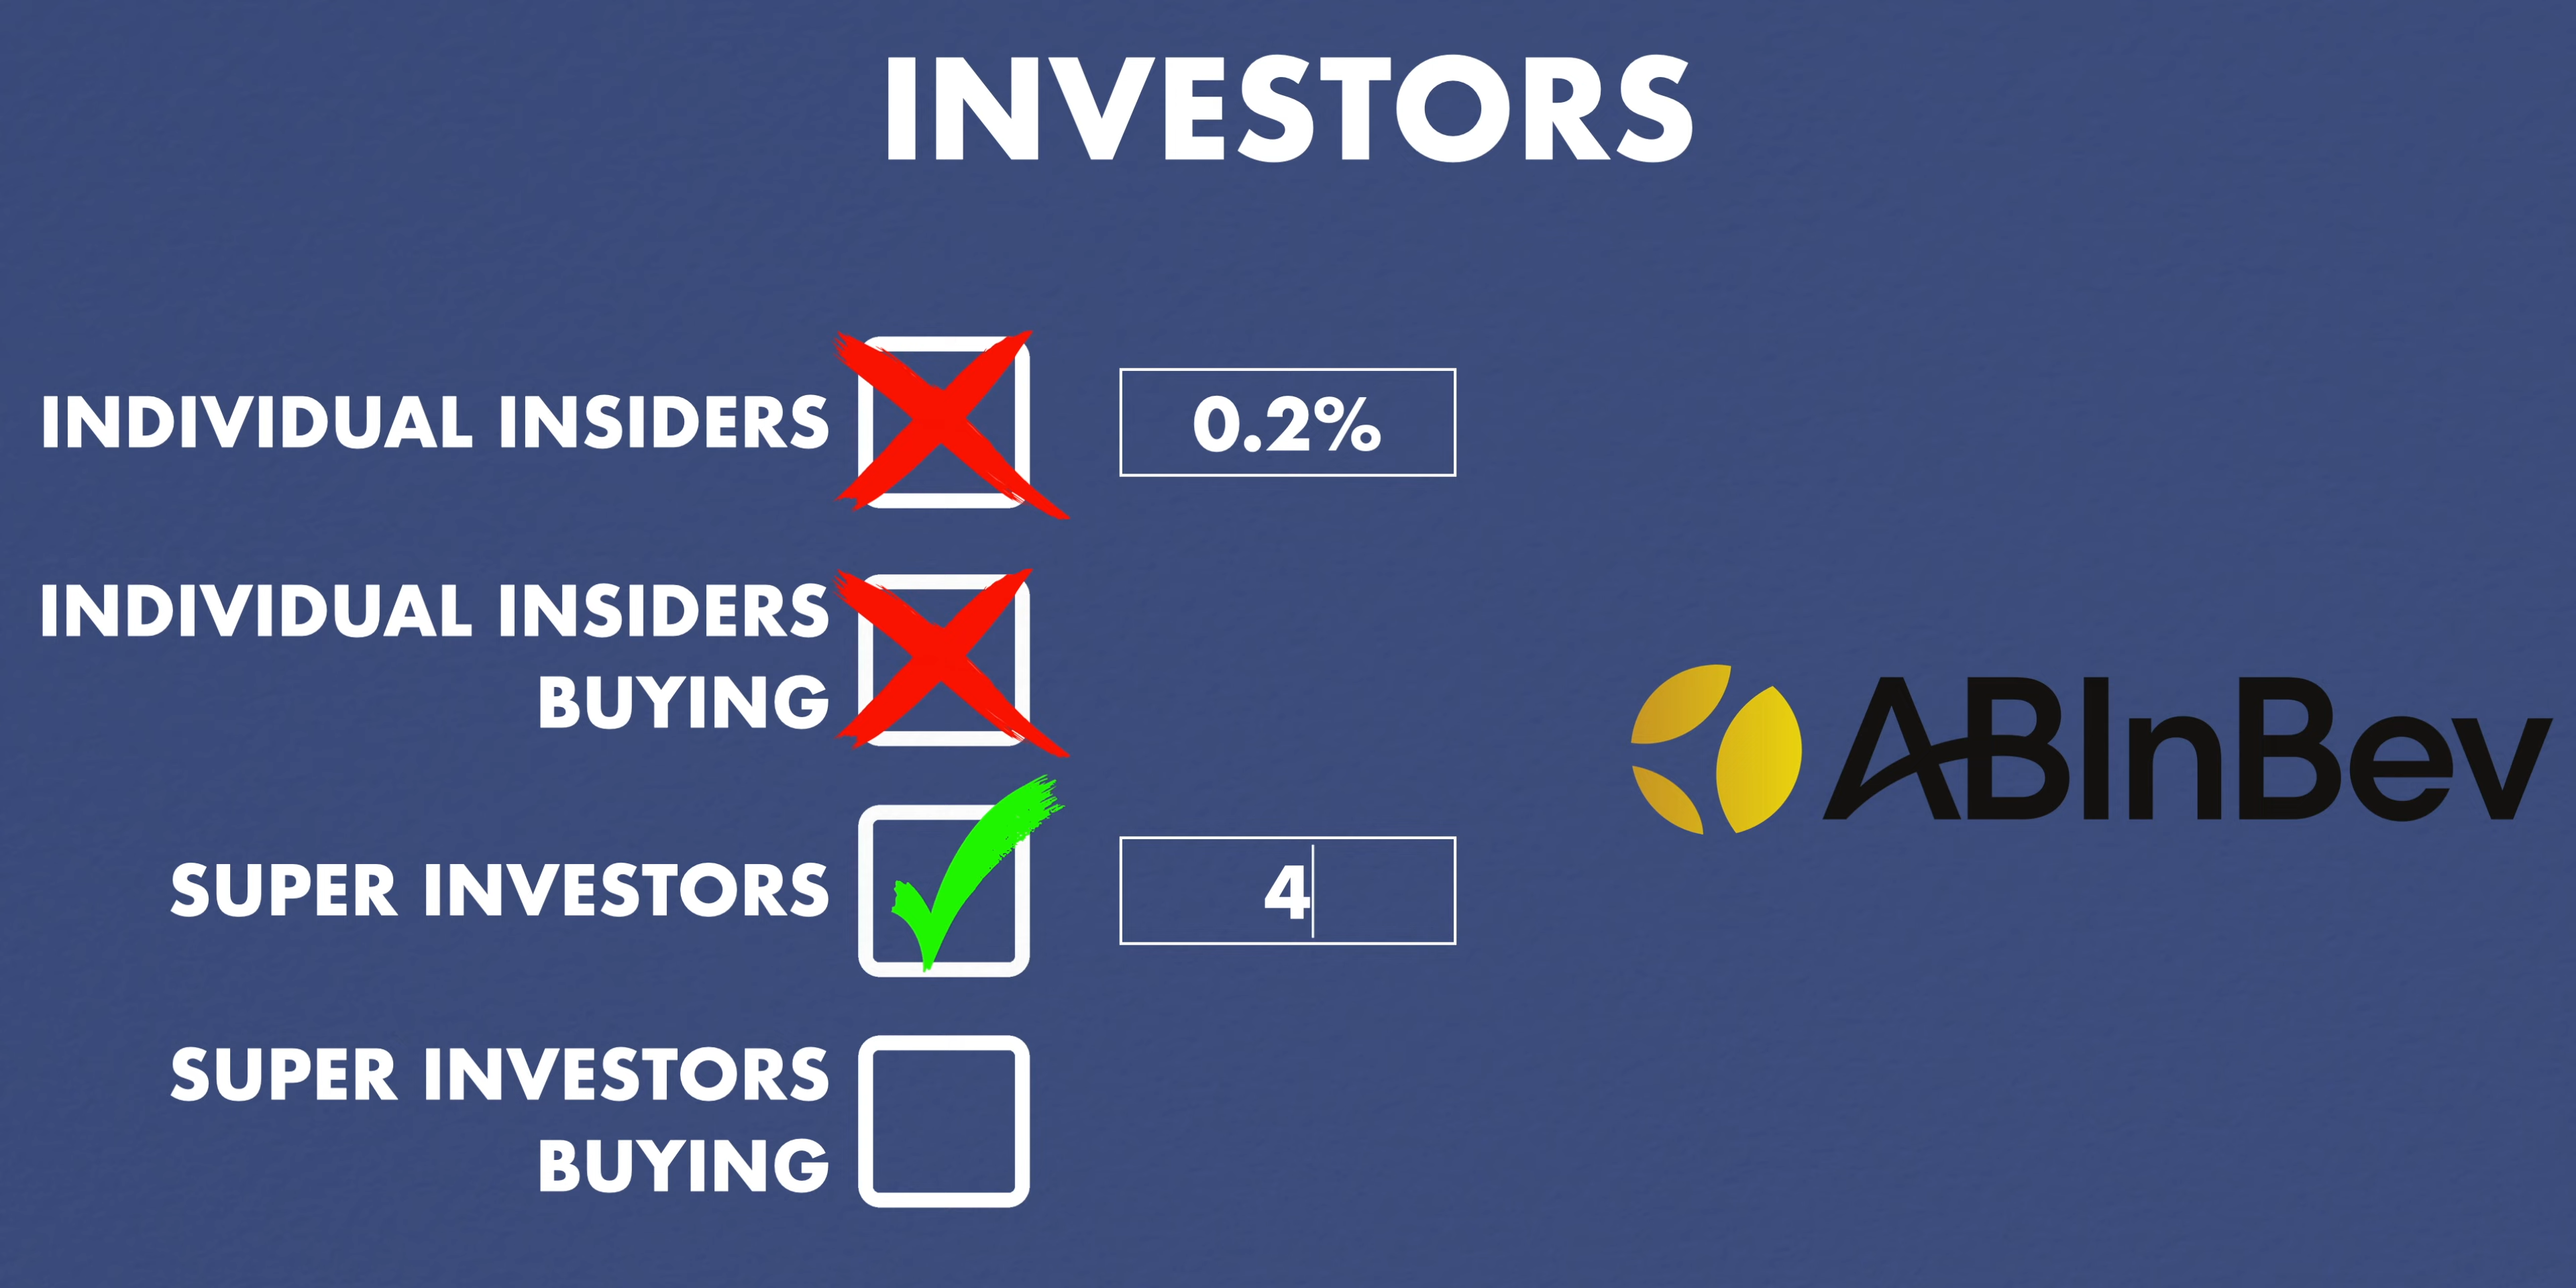 INVESTORS
INDIVIDUAL INSIDERS
0.2%
INDIVIDUAL INSIDERS
BUYING
ABInBev
SUPER INVESTORS
4
SUPER INVESTORS
BUYING